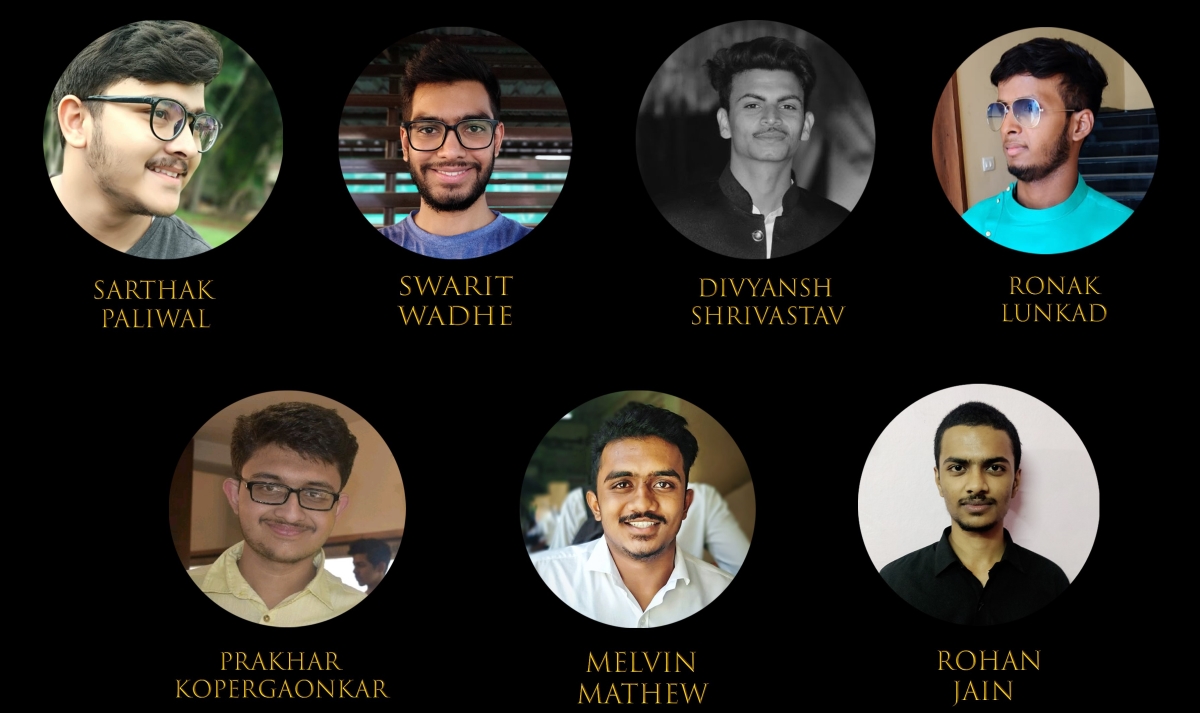 SARTHAK
PALIWAL
SWARIT
WADHE
DIVYANSH
SHRIVASTAV
RONAK
LUNKAD
PRAKHAR
KOPERGAONKAR
MELVIN
MATHEW
ROHAN
JAIN